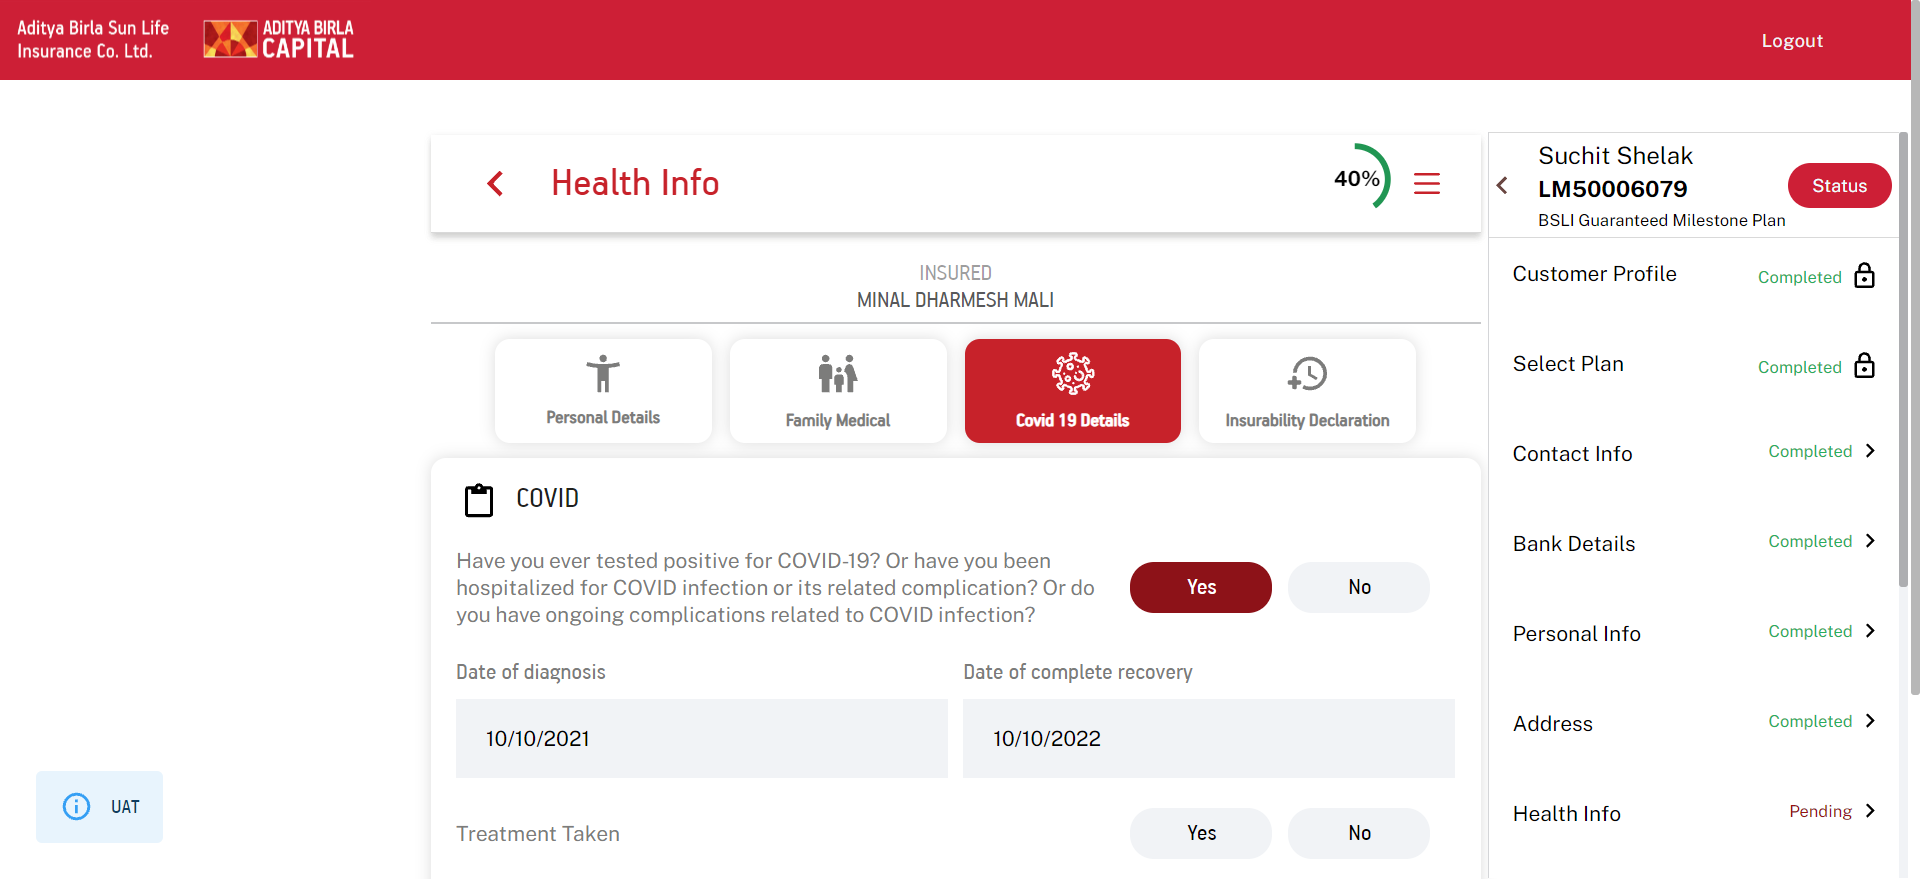 Aditya Birla Sun Life
Insurance Co. Ltd.
ADITYA BIRLA
CAPITAL
Logout
Health Info
40%
INSURED
MINAL DHARMESH MALI
Personal Details
Family Medical
Covid 19 Details
Insurability Declaration
COVID
Have you ever tested positive for COVID-19? Or have you been
hospitalized for COVID infection or its related complication? Or do
you have ongoing complications related to COVID infection?
Yes
No
Date of diagnosis
Date of complete recovery
10/10/2021
10/10/2022
Treatment Taken
Yes
No
UAT
Suchit Shelak
LM50006079
BSLI Guaranteed Milestone Plan
Status
Customer Profile
Completed
Select Plan
Completed
Contact Info
Completed
Bank Details
Completed
Personal Info
Completed
Address
Completed
Health Info
Pending